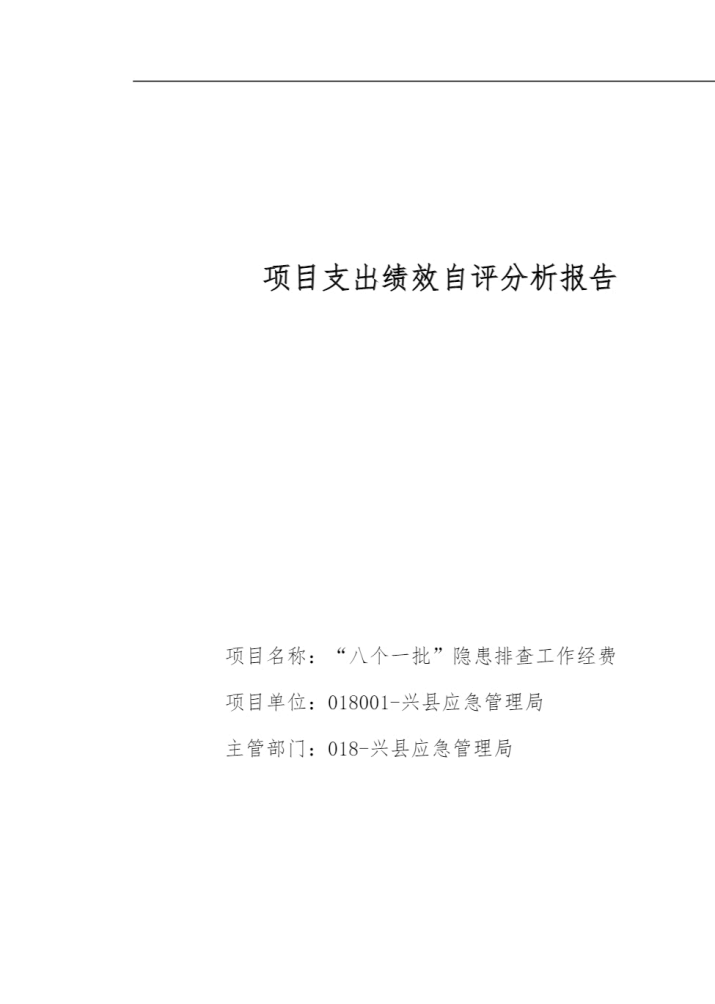 项目支出绩效自评分析报告
项目名称：“八个一批”隐患排查工作经费
项目单位：018001-兴县应急管理局
主管部门：018-兴县应急管理局